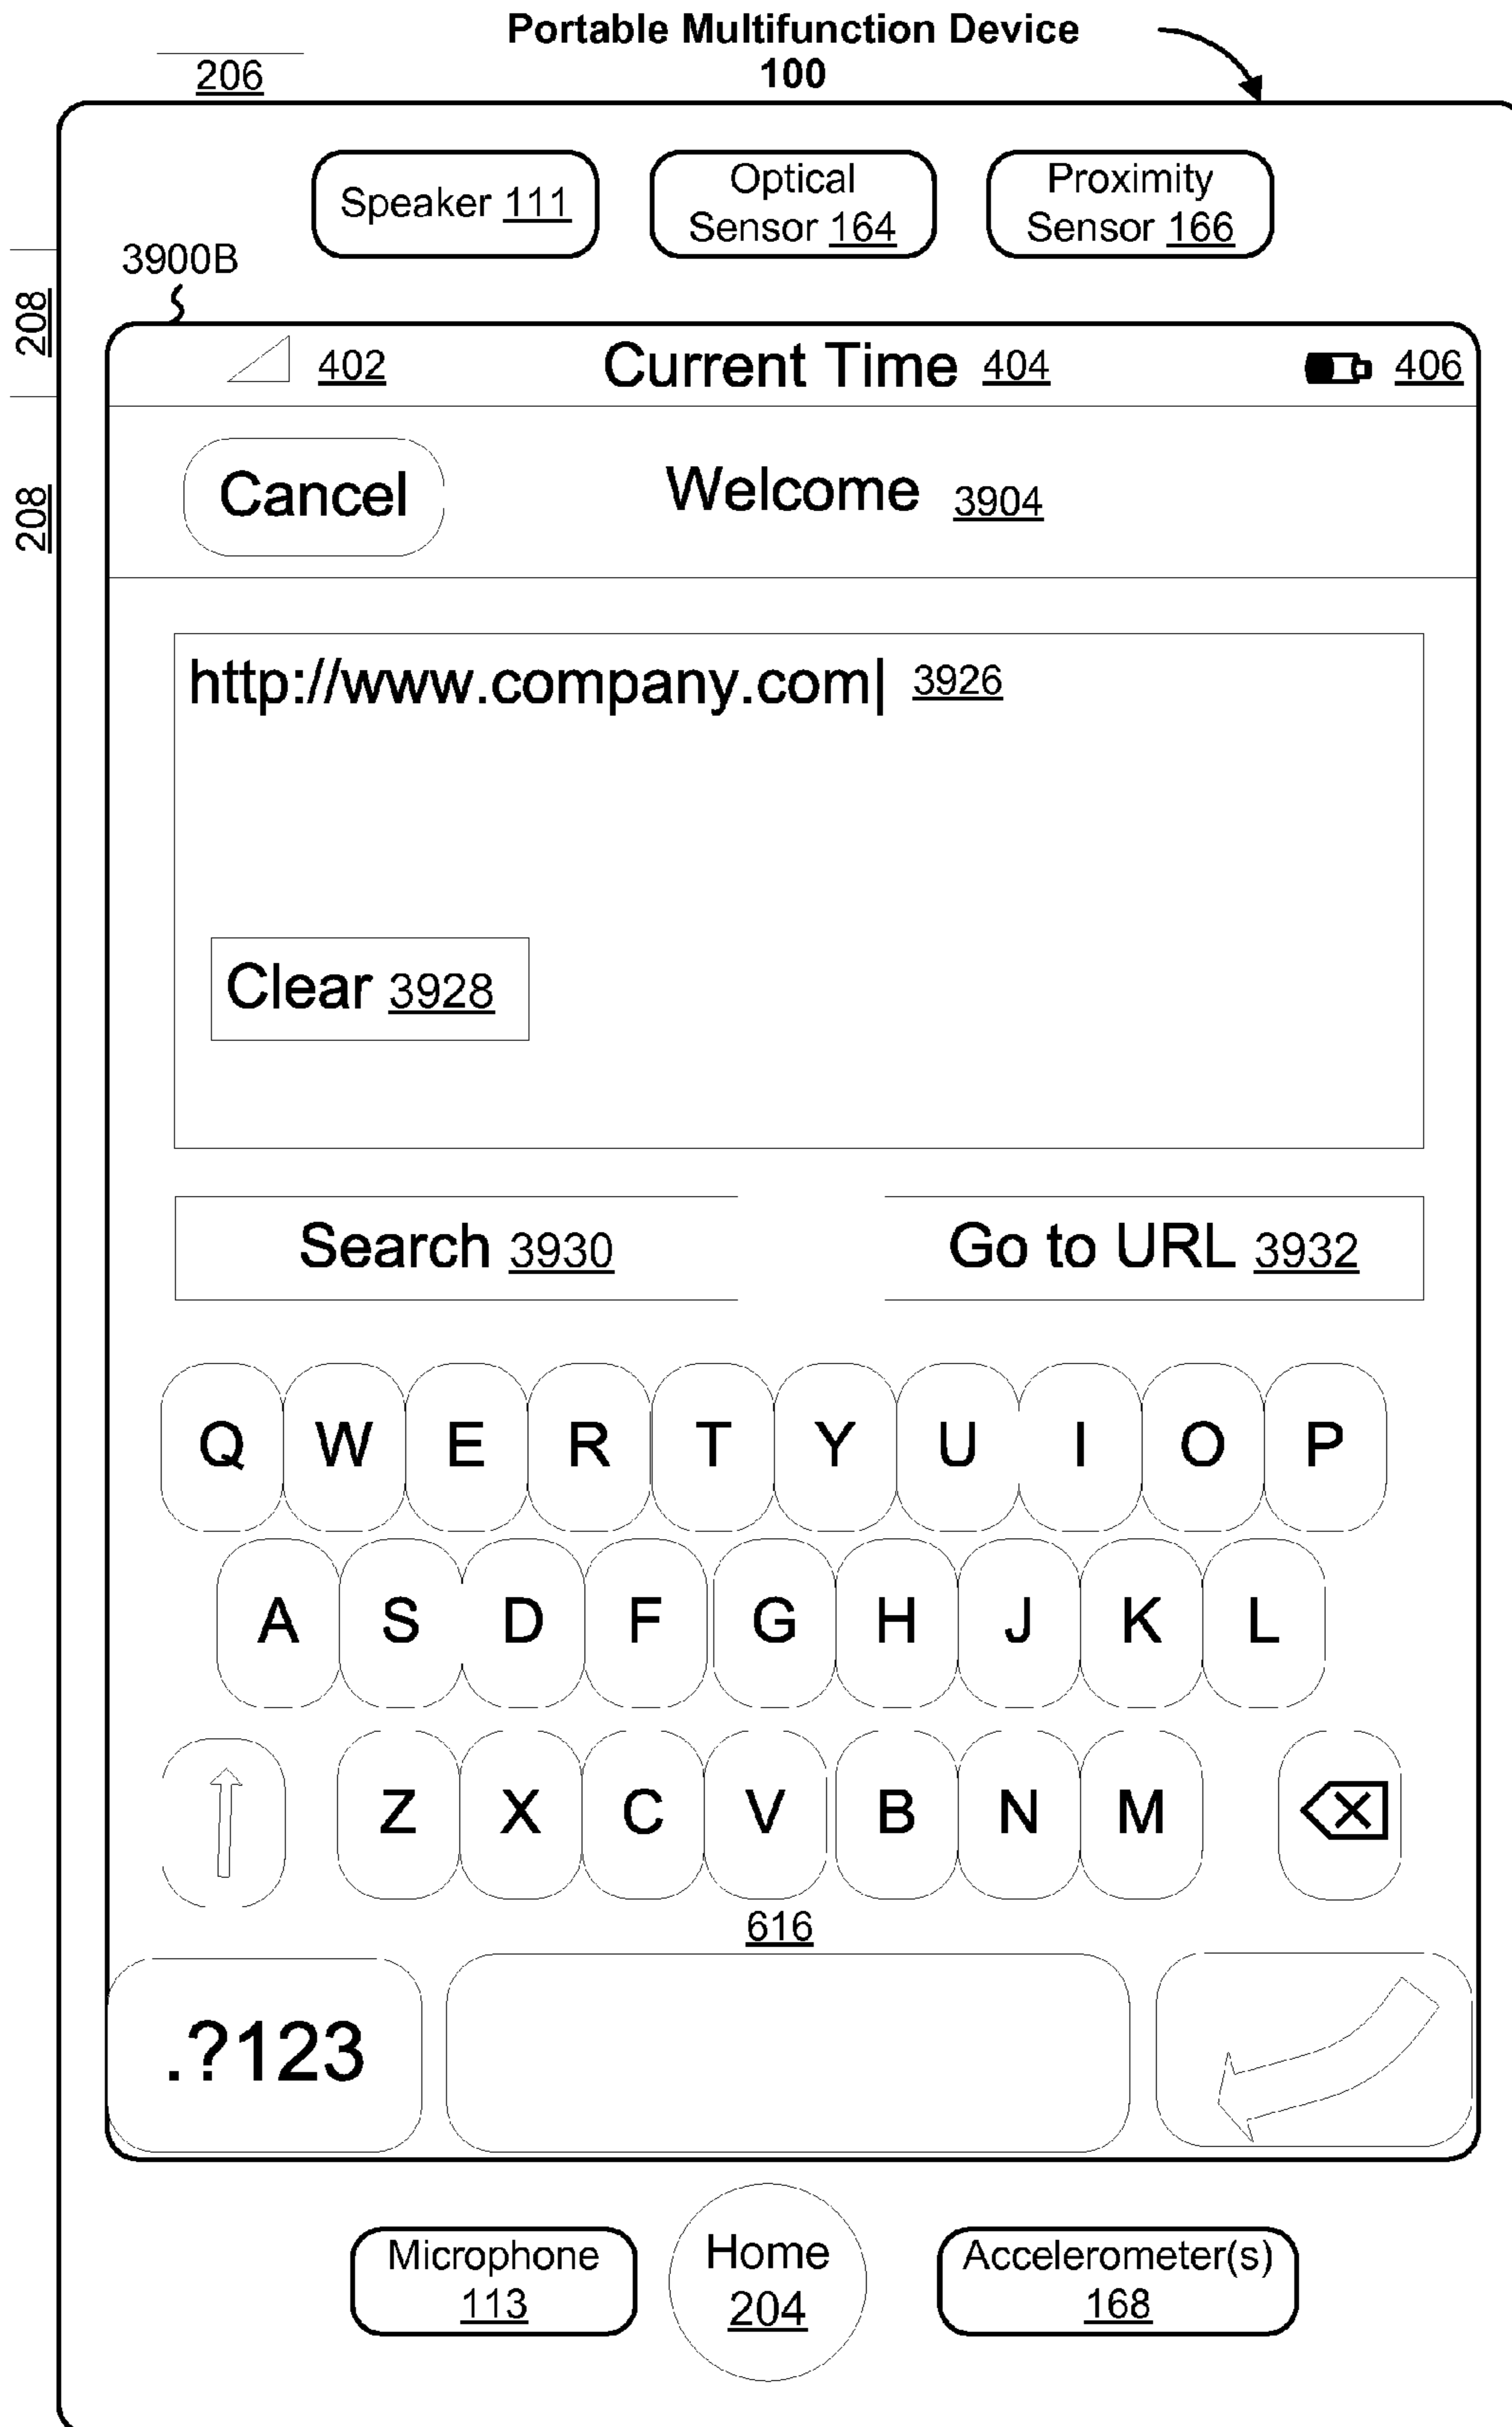 Portable Multifunction Device
100
206
Speaker 111
Optical
Sensor 164
Proximity
Sensor 166
3900B
208
208
402
Current Time 404
406
Cancel
Welcome 3904
http://www.company.com| 3926
Clear 3928
Search 3930
Go to URL 3932
Q W E R T Y U I O P
A S D F G H J K L
Z X C V B N M
616
.?123
Microphone
113
Home
204
Accelerometer(s)
168